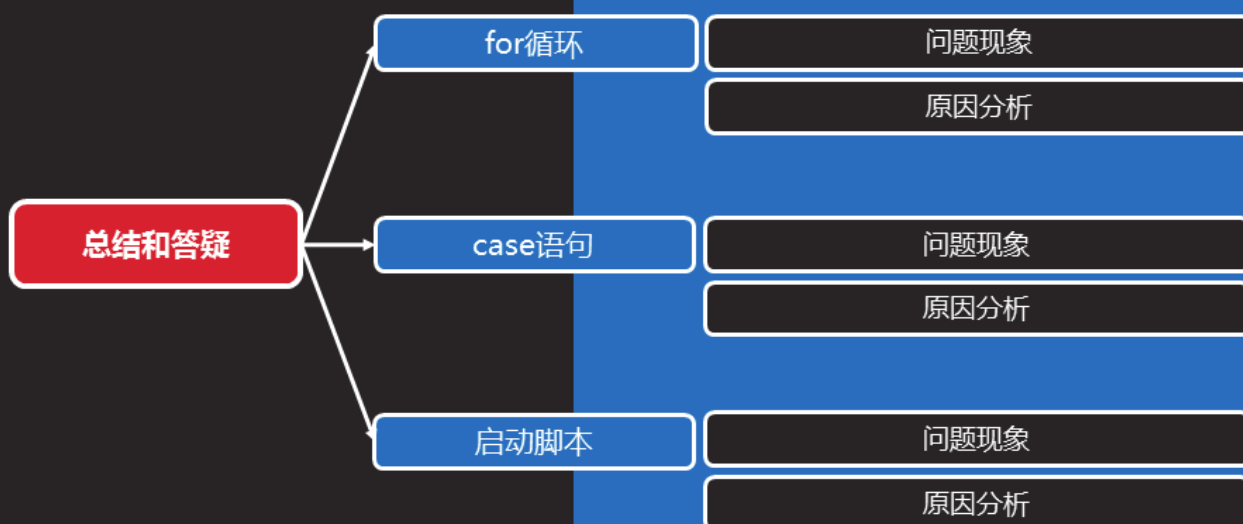 总结和答疑
for循环
问题现象
原因分析
case语句
问题现象
原因分析
启动脚本
问题现象
原因分析